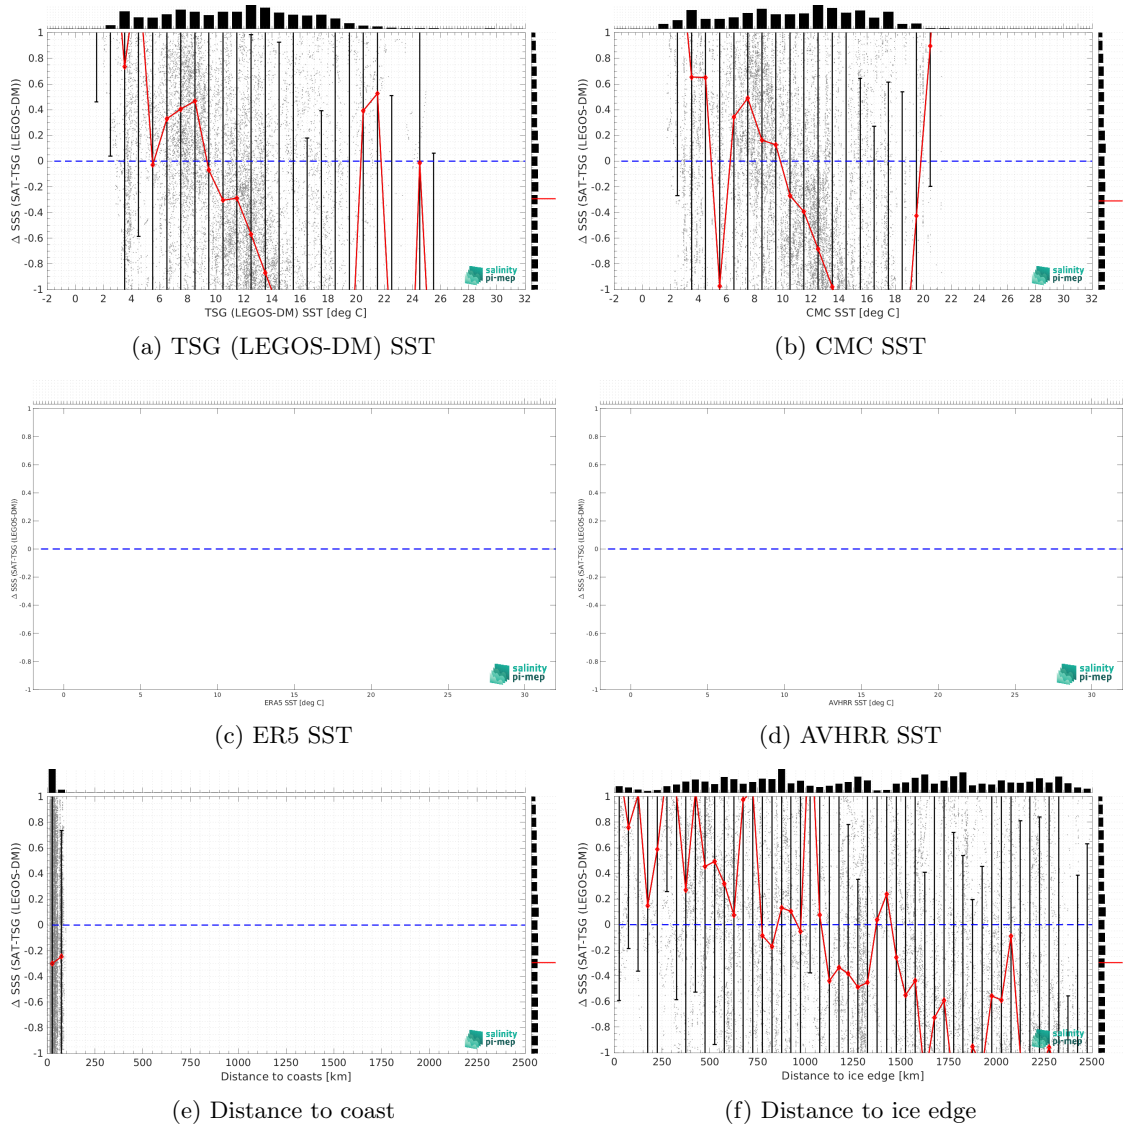 1
0.8
0.6
0.4
0.2
0
-0.2
-0.4
-0.6
-0.8
-1
Δ SSS (SAT-TSG (LEGOS-DM))
salinity
pi-mep
-2 0 2 4 6 8 10 12 14 16 18 20 22 24 26 28 30 32
TSG (LEGOS-DM) SST [deg C]
(a) TSG (LEGOS-DM) SST
1
0.8
0.6
0.4
0.2
0
-0.2
-0.4
-0.6
-0.8
-1
Δ SSS (SAT-TSG (LEGOS-DM))
salinity
pi-mep
-2 0 2 4 6 8 10 12 14 16 18 20 22 24 26 28 30 32
CMC SST [deg C]
(b) CMC SST
1
0.8
0.6
0.4
0.2
0
-0.2
-0.4
-0.6
-0.8
-1
Δ SSS (SAT-TSG (LEGOS-DM))
salinity
pi-mep
0 5 10 15 20 25 30
ERA5 SST [deg C]
(c) ER5 SST
1
0.8
0.6
0.4
0.2
0
-0.2
-0.4
-0.6
-0.8
-1
Δ SSS (SAT-TSG (LEGOS-DM))
salinity
pi-mep
0 5 10 15 20 25 30
AVHRR SST [deg C]
(d) AVHRR SST
1
0.8
0.6
0.4
0.2
0
-0.2
-0.4
-0.6
-0.8
-1
Δ SSS (SAT-TSG (LEGOS-DM))
salinity
pi-mep
0 250 500 750 1000 1250 1500 1750 2000 2250 2500
Distance to coasts [km]
(e) Distance to coast
1
0.8
0.6
0.4
0.2
0
-0.2
-0.4
-0.6
-0.8
-1
Δ SSS (SAT-TSG (LEGOS-DM))
salinity
pi-mep
0 250 500 750 1000 1250 1500 1750 2000 2250 2500
Distance to ice edge [km]
(f) Distance to ice edge